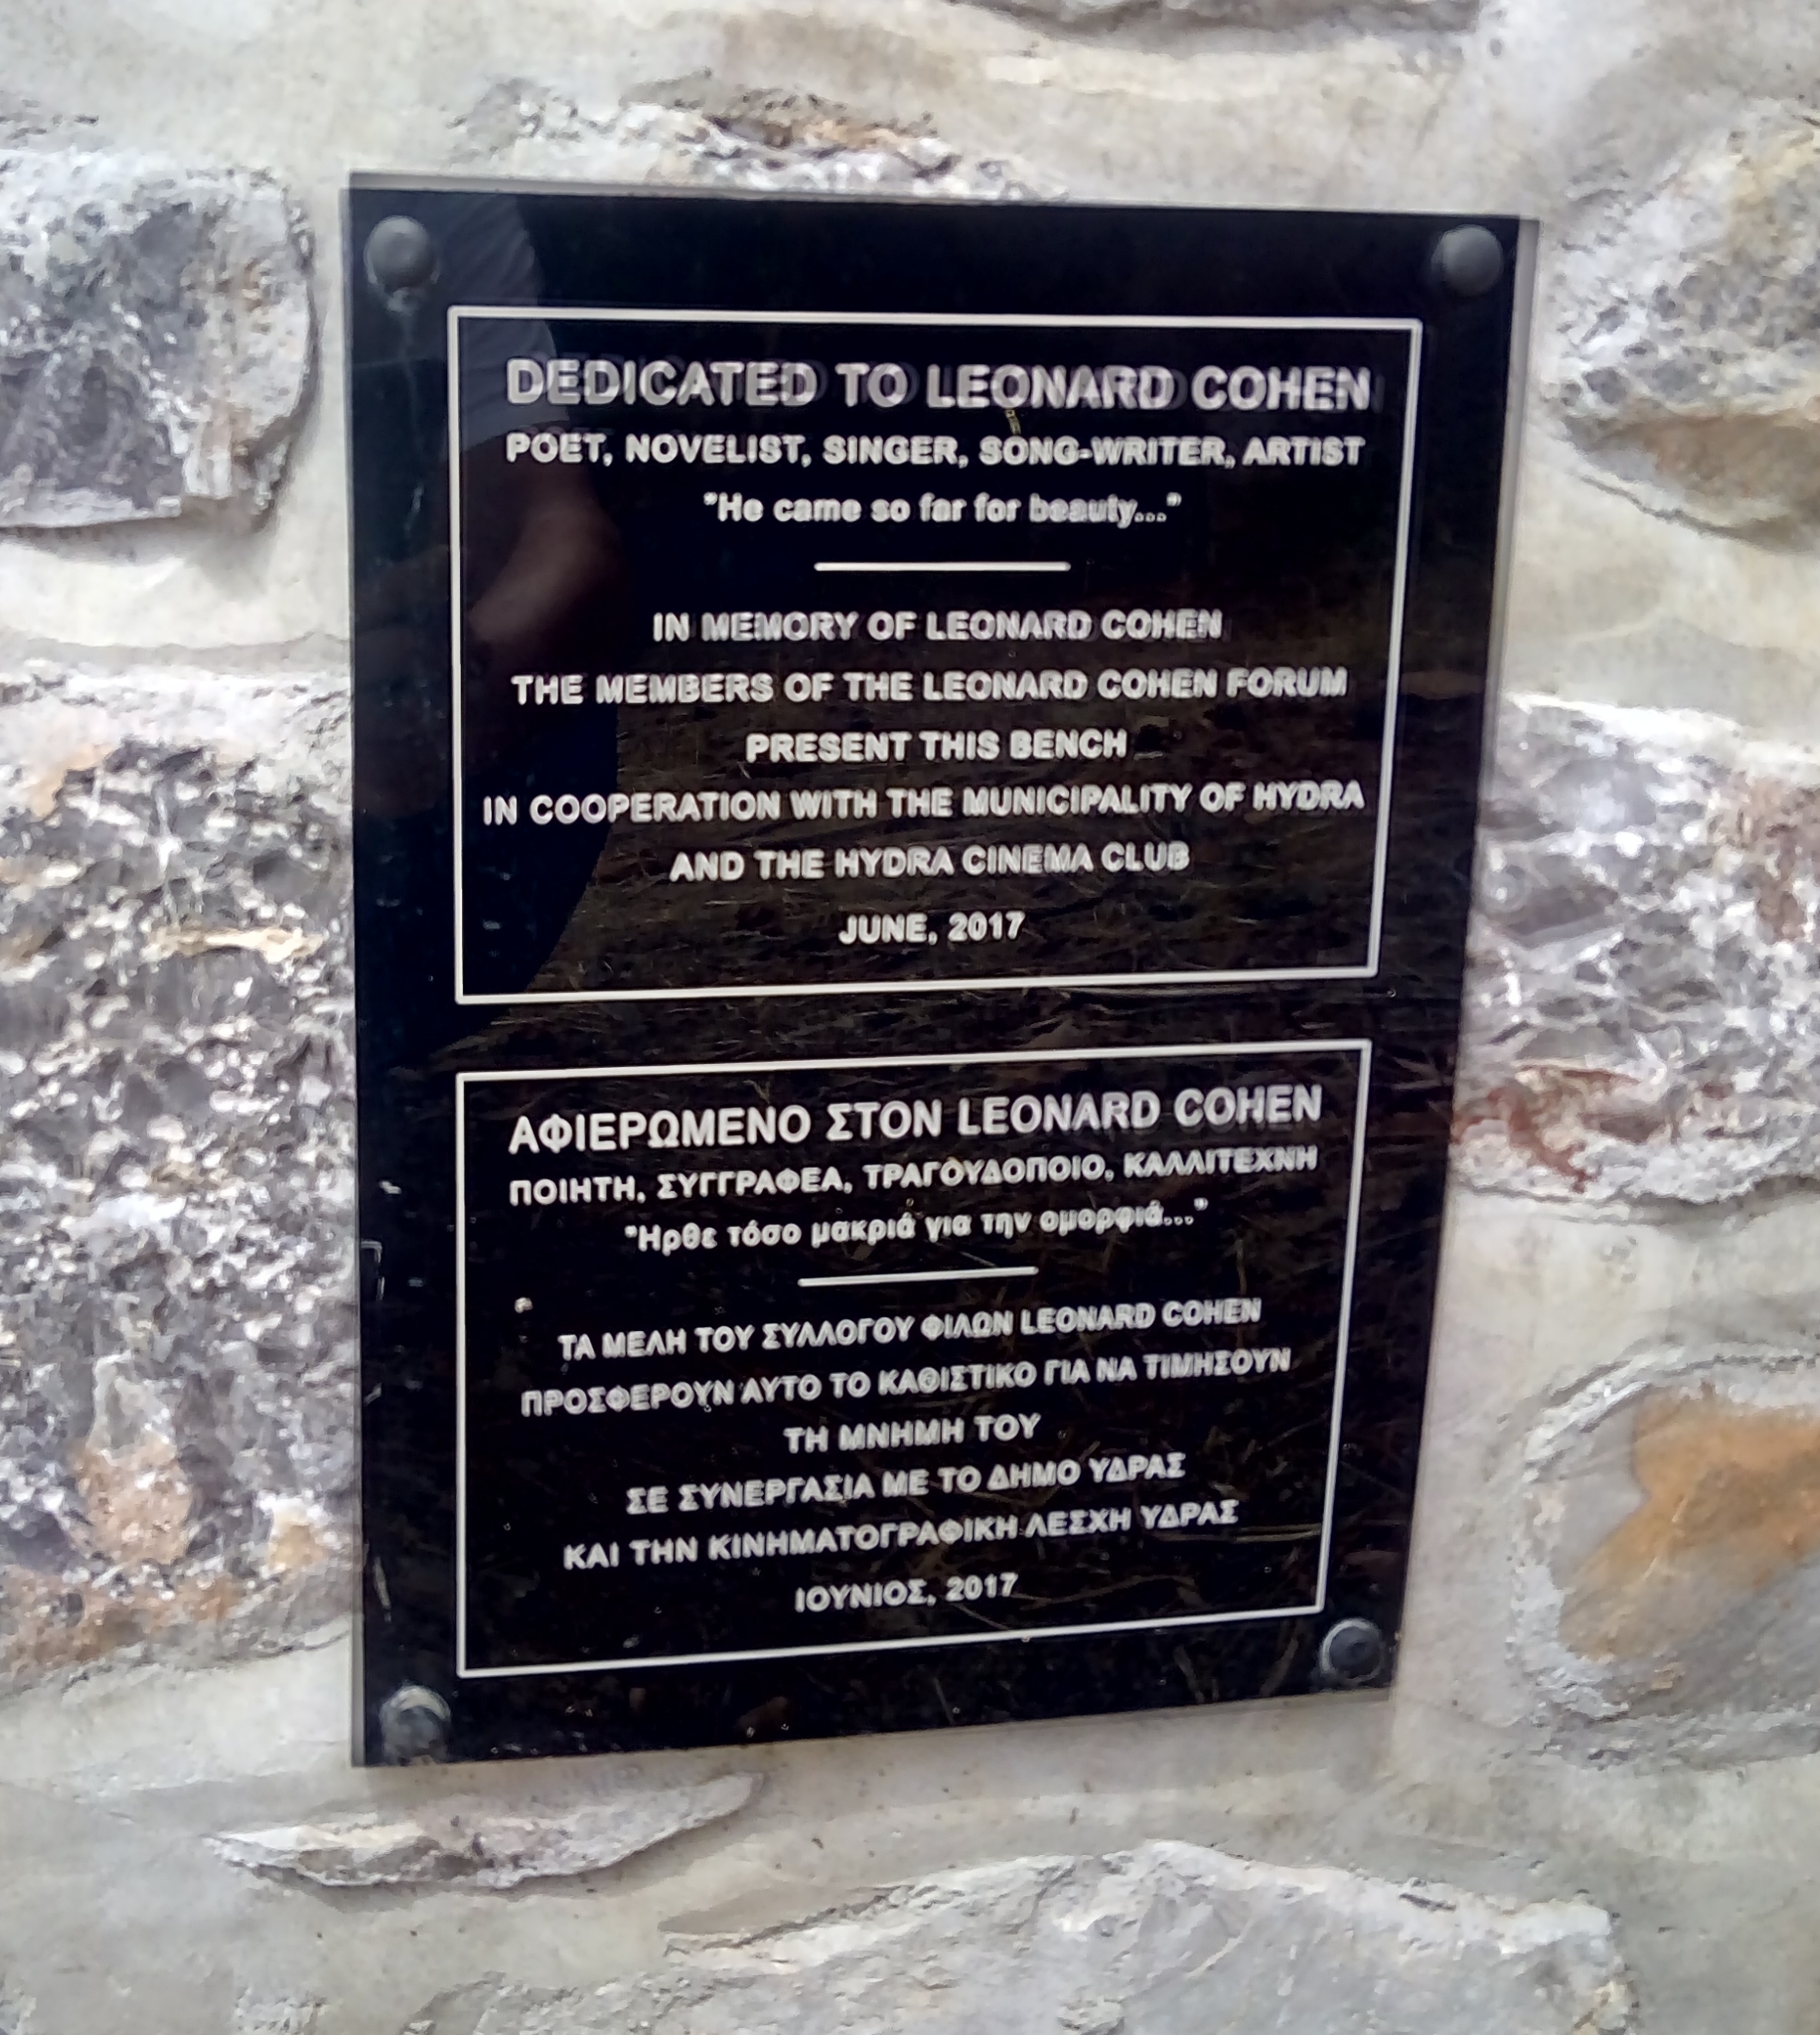 DEDICATED TO LEONARD COHEN
POET, NOVELIST, SINGER, SONG-WRITER, ARTIST
"He came so far for beauty..."
IN MEMORY OF LEONARD COHEN
THE MEMBERS OF THE LEONARD COHEN FORUM
PRESENT THIS BENCH
IN COOPERATION WITH THE MUNICIPALITY OF HYDRA
AND THE HYDRA CINEMA CLUB
JUNE, 2017
ΑΦΙΕΡΩΜΕΝΟ ΣΤΟΝ LEONARD COHEN
ΠΟΙΗΤΗ, ΣΥΓΓΡΑΦΕΑ, ΤΡΑΓΟΥΔΟΠΟΙΟ, ΚΑΛΛΙΤΕΧΝΗ
"Ηρθε τόσο μακριά για την ομορφιά..."
ΤΑ ΜΕΛΗ ΤΟΥ ΣΥΛΛΟΓΟΥ ΦΙΛΩΝ LEONARD COHEN
ΠΡΟΣΦΕΡΟΥΝ ΑΥΤΟ ΤΟ ΚΑΘΙΣΤΙΚΟ ΓΙΑ ΝΑ ΤΙΜΗΣΟΥΝ
ΤΗ ΜΝΗΜΗ ΤΟΥ
ΣΕ ΣΥΝΕΡΓΑΣΙΑ ΜΕ ΤΟ ΔΗΜΟ ΥΔΡΑΣ
ΚΑΙ ΤΗΝ ΚΙΝΗΜΑΤΟΓΡΑΦΙΚΗ ΛΕΣΧΗ ΥΔΡΑΣ
ΙΟΥΝΙΟΣ, 2017